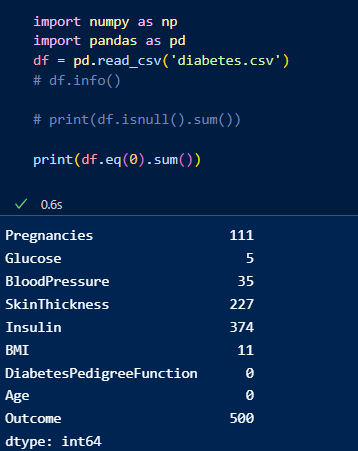 import numpy as np
import pandas as pd
df = pd.read_csv('diabetes.csv')
# df.info()
# print(df.isnull().sum())
print(df.eq(0).sum())
0.6s
Pregnancies 111
Glucose 5
BloodPressure 35
SkinThickness 227
Insulin 374
BMI 11
DiabetesPedigreeFunction 0
Age 0
Outcome 500
dtype: int64